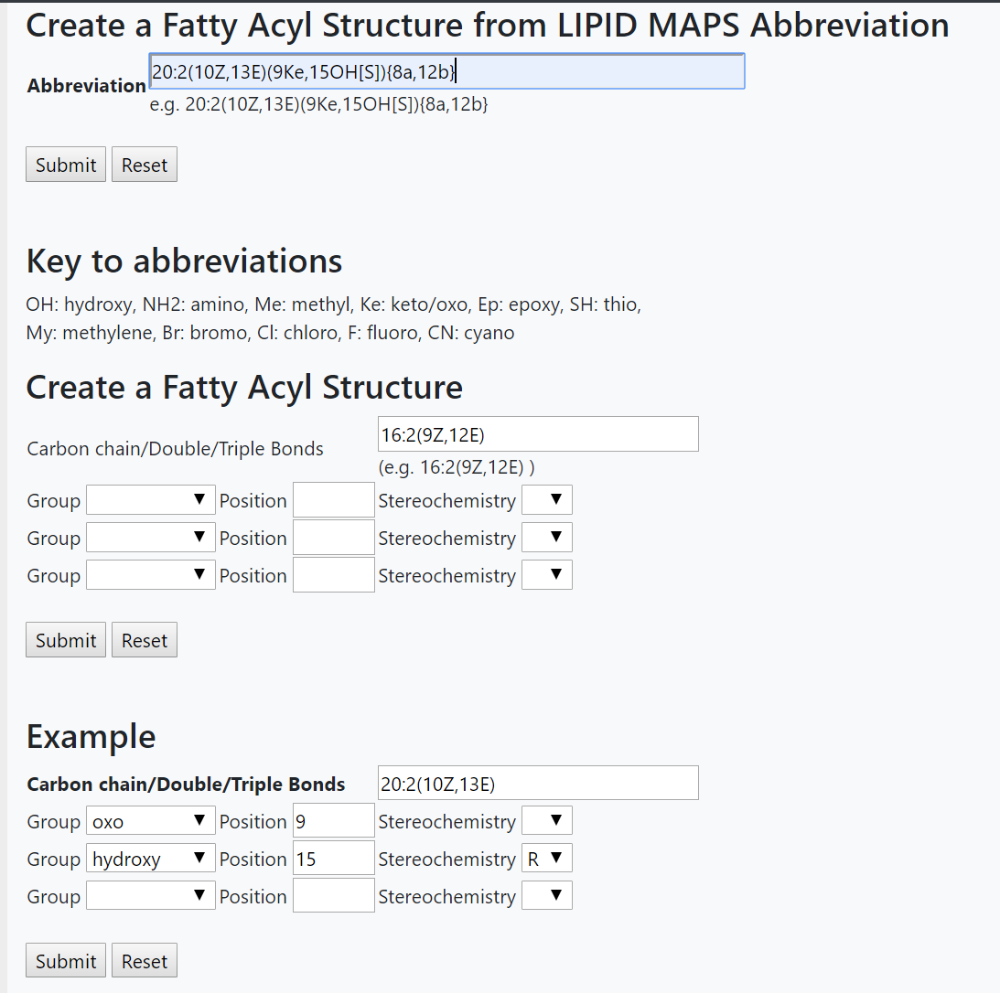 Create a Fatty Acyl Structure from LIPID MAPS Abbreviation
Abbreviation 20:2(10Z,13E)(9Ke,15OH[S]){8a,12b}
e.g. 20:2(10Z,13E)(9Ke,15OH[S]){8a,12b}
Submit Reset
Key to abbreviations
OH: hydroxy, NH2: amino, Me: methyl, Ke: keto/oxo, Ep: epoxy, SH: thio,
My: methylene, Br: bromo, Cl: chloro, F: fluoro, CN: cyano
Create a Fatty Acyl Structure
Carbon chain/Double/Triple Bonds 16:2(9Z,12E)
(e.g. 16:2(9Z,12E) )
Group Position Stereochemistry
Group Position Stereochemistry
Group Position Stereochemistry
Submit Reset
Example
Carbon chain/Double/Triple Bonds 20:2(10Z,13E)
Group oxo Position 9 Stereochemistry
Group hydroxy Position 15 Stereochemistry R
Group Position Stereochemistry
Submit Reset